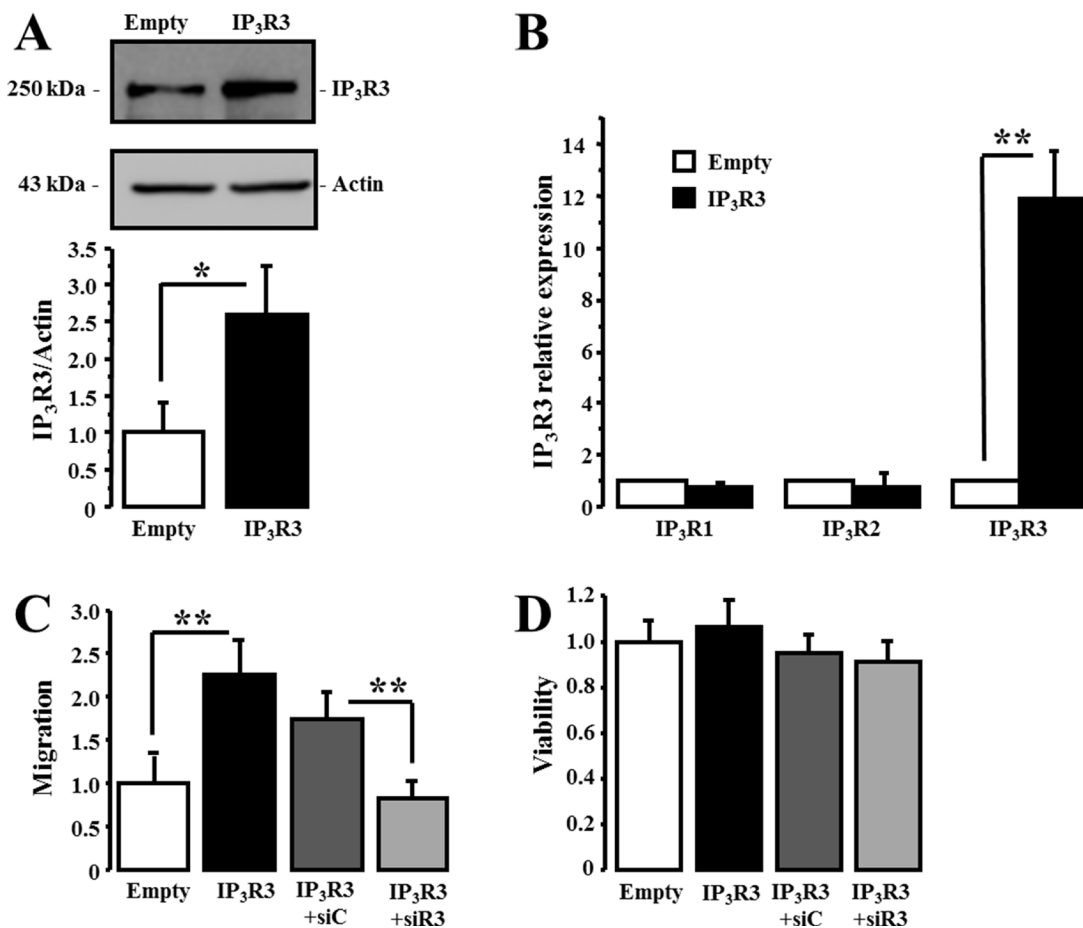 A
Empty IP₃R3
250 kDa - - IP₃R3
43 kDa - - Actin
IP₃R3/Actin
3.5
3.0
2.5
2.0
1.5
1.0
0.5
0
*
Empty IP₃R3
B
IP₃R3 relative expression
14
12
10
8
6
4
2
0
Empty
IP₃R3
**
IP₃R1 IP₃R2 IP₃R3
C
Migration
3.0
2.5
2.0
1.5
1.0
0.5
0
**
**
Empty IP₃R3 IP₃R3 IP₃R3
+siC +siR3
D
Viability
1.2
1.0
0.8
0.6
0.4
0.2
0
Empty IP₃R3 IP₃R3 IP₃R3
+siC +siR3